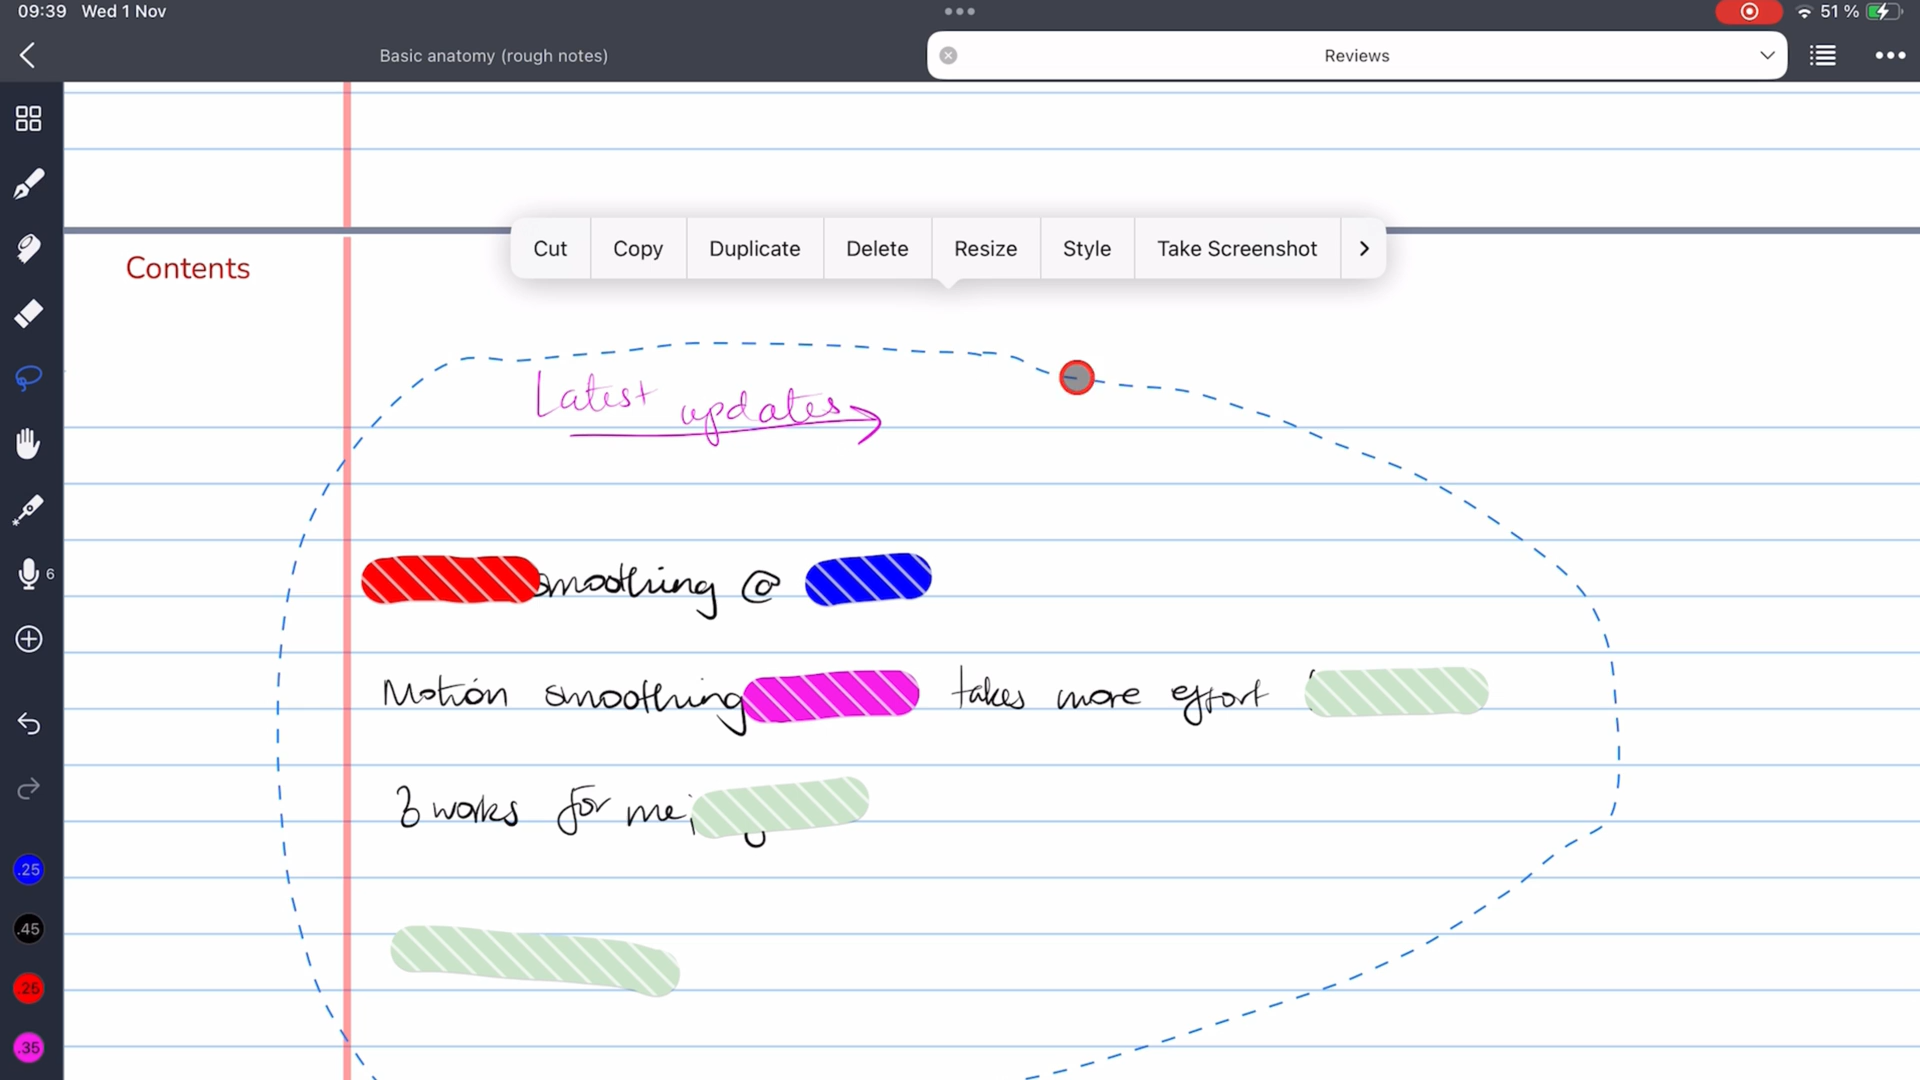 09:39 Wed 1 Nov
51 %
Basic anatomy (rough notes)
Reviews
Cut Copy Duplicate Delete Resize Style Take Screenshot
Contents
Latest updates
smoothing @
Motion smoothing takes more effort
3 works for me;
6
.25
.45
.25
.35